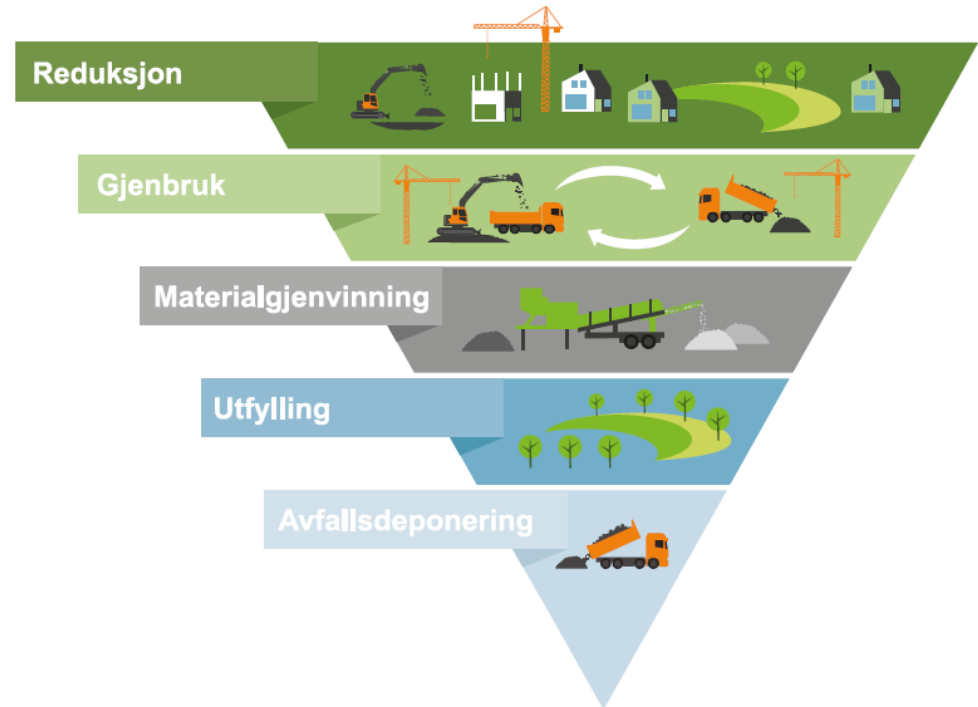 Reduksjon
Gjenbruk
Materialgjenvinning
Utfylling
Avfallsdeponering